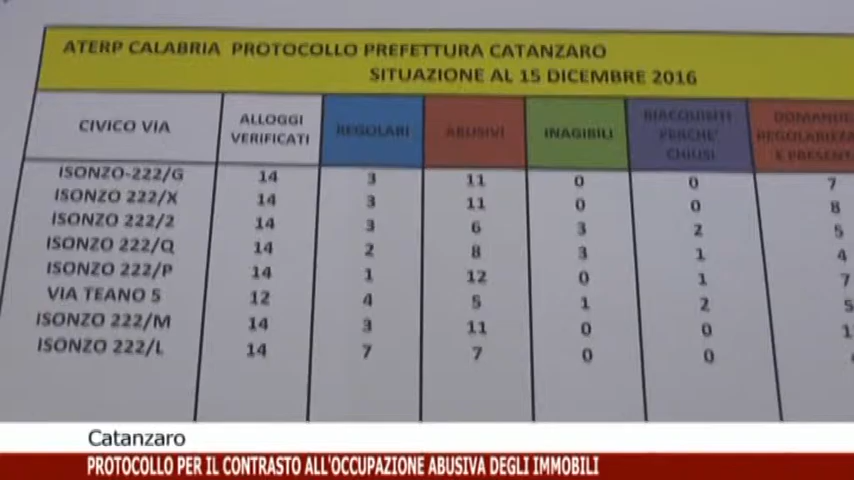 ATERP CALABRIA PROTOCOLLO PREFETTURA CATANZARO
SITUAZIONE AL 15 DICEMBRE 2016
CIVICO VIA ALLOGGI VERIFICATI REGOLARI ABUSIVI INAGIBILI RIACQUISITI PERCHE' CHIUSI DOMANDE
ISONZO-222/G 14 3 11 0 0 7
ISONZO 222/X 14 3 11 0 0 8
ISONZO 222/2 14 3 6 3 2 5
ISONZO 222/Q 14 2 8 3 1 4
ISONZO 222/P 14 1 12 0 1 7
VIA TEANO 5 12 4 5 1 2 5
ISONZO 222/M 14 3 11 0 0 1
ISONZO 222/L 14 7 7 0 0
Catanzaro
PROTOCOLLO PER IL CONTRASTO ALL'OCCUPAZIONE ABUSIVA DEGLI IMMOBILI